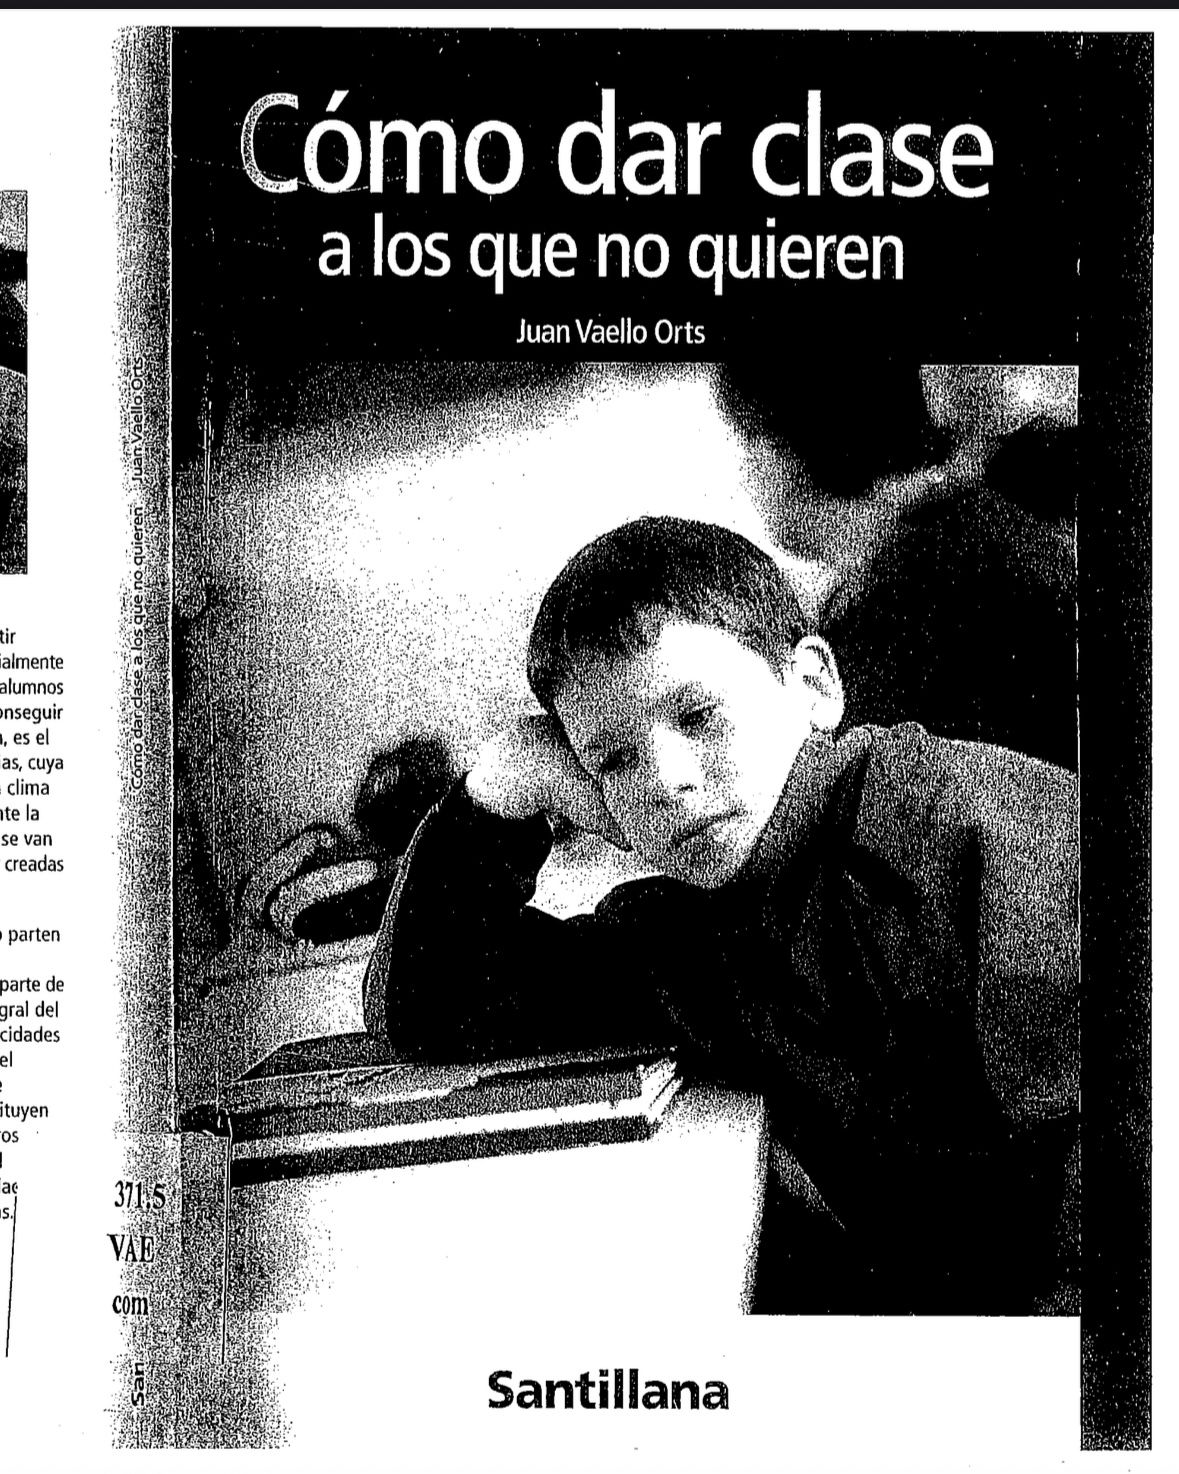 Cómo dar clase
a los que no quieren
Juan Vaello Orts
Cómo dar clase a los que no quieren Juan Vaello Orts
tir
ialmente
alumnos
onseguir
, es el
as, cuya
clima
nte la
se van
creadas
parten
parte de
gral del
cidades
el
e
ituyen
ros
s.
371.5
VAE
com
San
Santillana